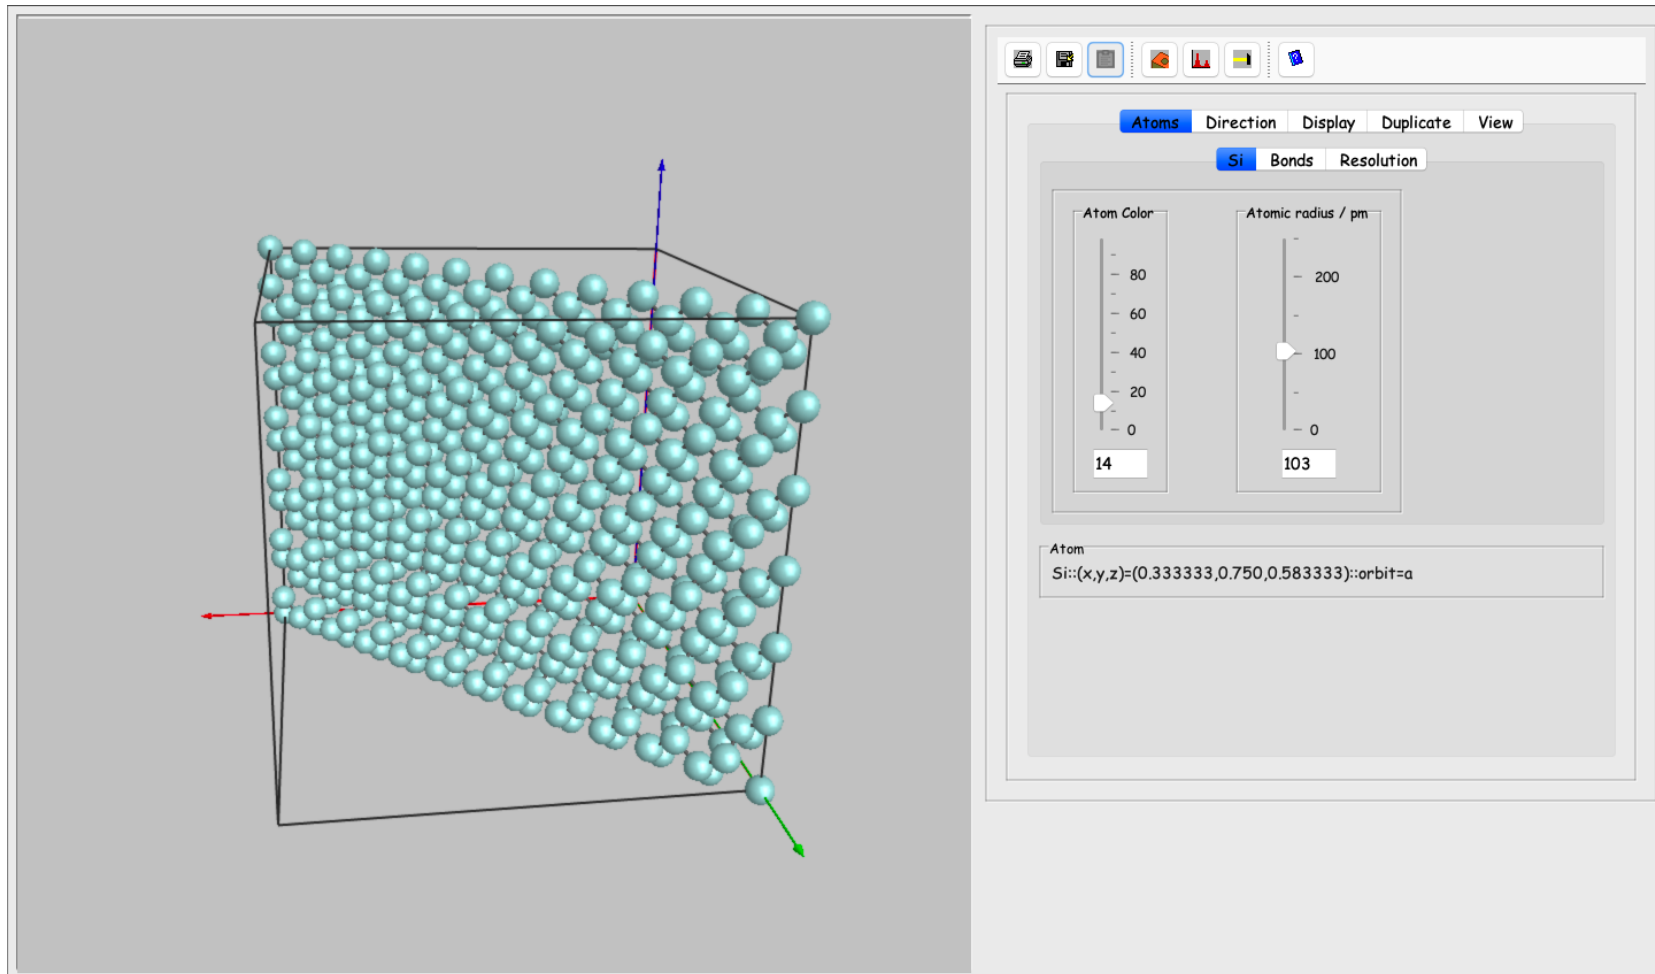 Atoms Direction Display Duplicate View
Si Bonds Resolution
Atom Color Atomic radius / pm
80 200
60
40 100
20
0 0
14 103
Atom
Si::(x,y,z)=(0.333333,0.750,0.583333)::orbit=a